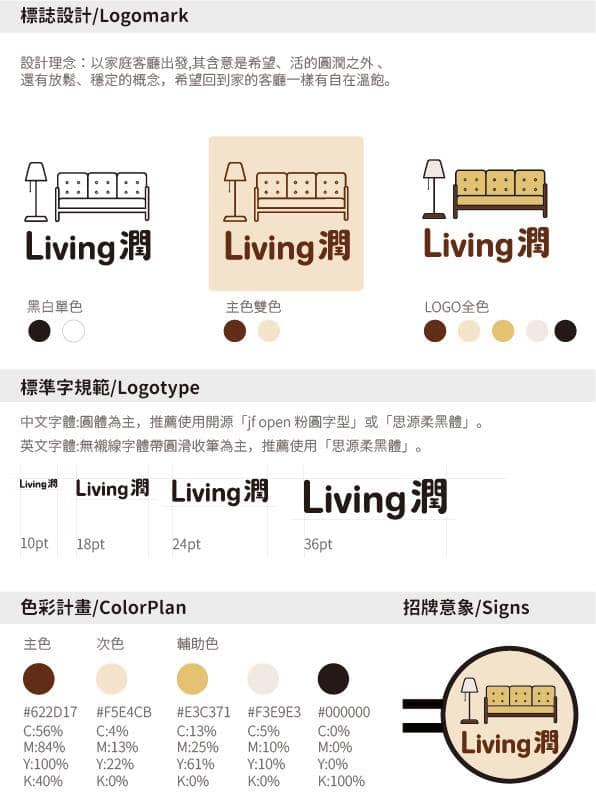 標誌設計/Logomark
設計理念：以家庭客廳出發,其含意是希望、活的圓潤之外、
還有放鬆、穩定的概念，希望回到家的客廳一樣有自在溫飽。
Living潤
Living潤
Living潤
黑白單色
主色雙色
LOGO全色
標準字規範/Logotype
中文字體:圓體為主，推薦使用開源「jf open 粉圓字型」或「思源柔黑體」。
英文字體:無襯線字體帶圓滑收筆為主，推薦使用「思源柔黑體」。
Living潤
Living潤
Living潤
Living潤
10pt
18pt
24pt
36pt
色彩計畫/ColorPlan
主色
次色
輔助色
#622D17
C:56%
M:84%
Y:100%
K:40%
#F5E4CB
C:4%
M:13%
Y:22%
K:0%
#E3C371
C:13%
M:25%
Y:61%
K:0%
#F3E9E3
C:5%
M:10%
Y:10%
K:0%
#000000
C:0%
M:0%
Y:0%
K:100%
招牌意象/Signs
Living潤